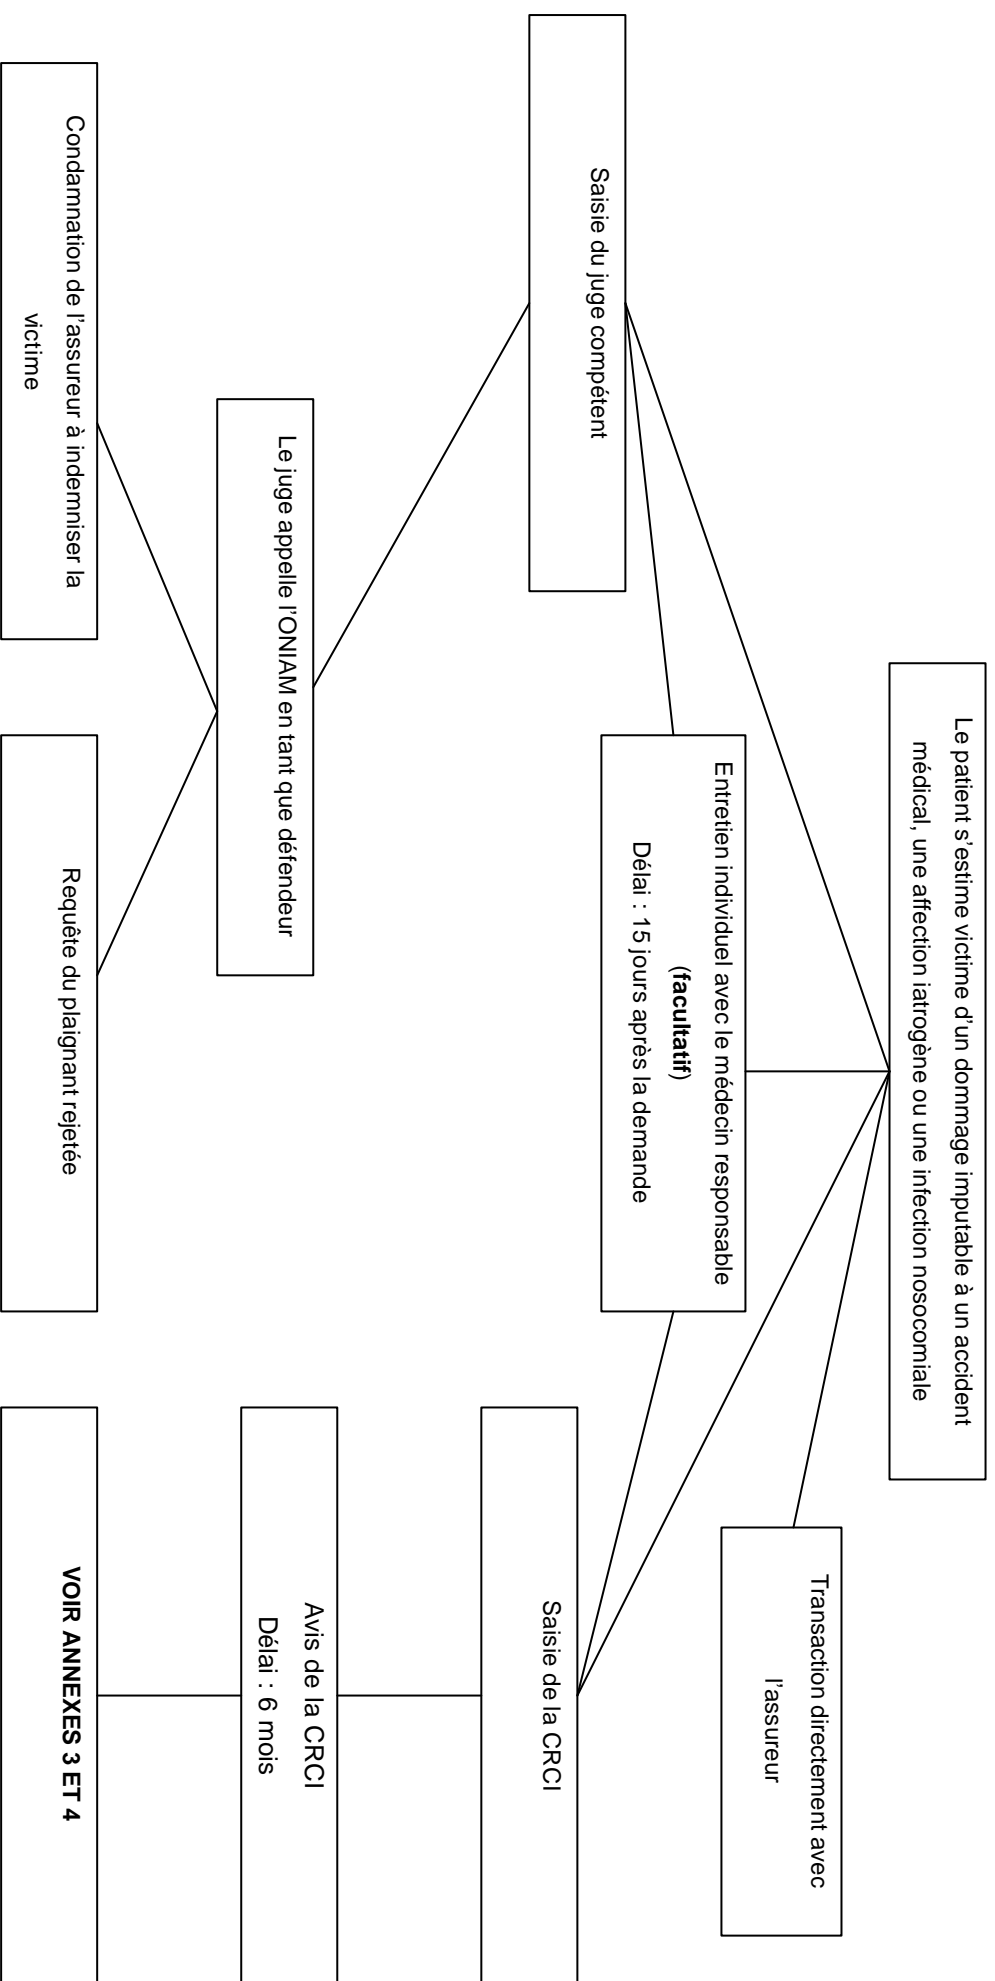 Le patient s’estime victime d’un dommage imputable à un accident
médical, une affection iatrogène ou une infection nosocomiale
Transaction directement avec
l’assureur
Entretien individuel avec le médecin responsable
(facultatif)
Délai : 15 jours après la demande
Saisie du juge compétent
Saisie de la CRCI
Le juge appelle l’ONIAM en tant que défendeur
Avis de la CRCI
Délai : 6 mois
Condamnation de l’assureur à indemniser la
victime
Requête du plaignant rejetée
VOIR ANNEXES 3 ET 4